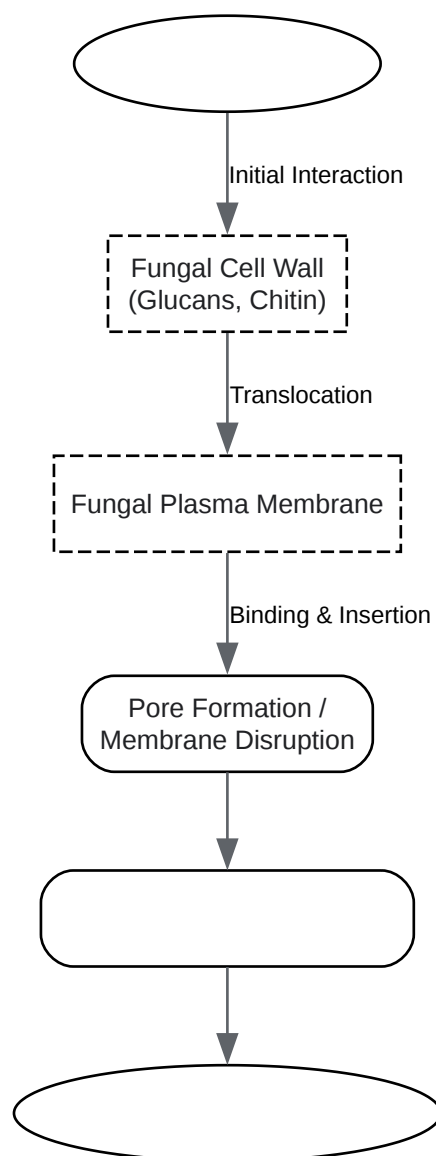 Initial Interaction
Fungal Cell Wall
(Glucans, Chitin)
Translocation
Fungal Plasma Membrane
Binding & Insertion
Pore Formation /
Membrane Disruption